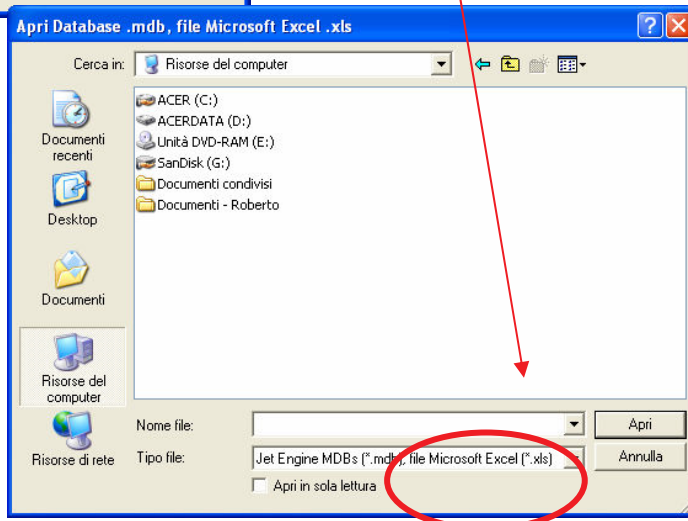 Apri Database .mdb, file Microsoft Excel .xls
Cerca in: Risorse del computer
ACER (C:)
ACERDATA (D:)
Unità DVD-RAM (E:)
SanDisk (G:)
Documenti condivisi
Documenti - Roberto
Documenti recenti
Desktop
Documenti
Risorse del computer
Risorse di rete
Nome file:
Apri
Tipo file: Jet Engine MDBs (*.mdb), file Microsoft Excel (*.xls)
Annulla
Apri in sola lettura